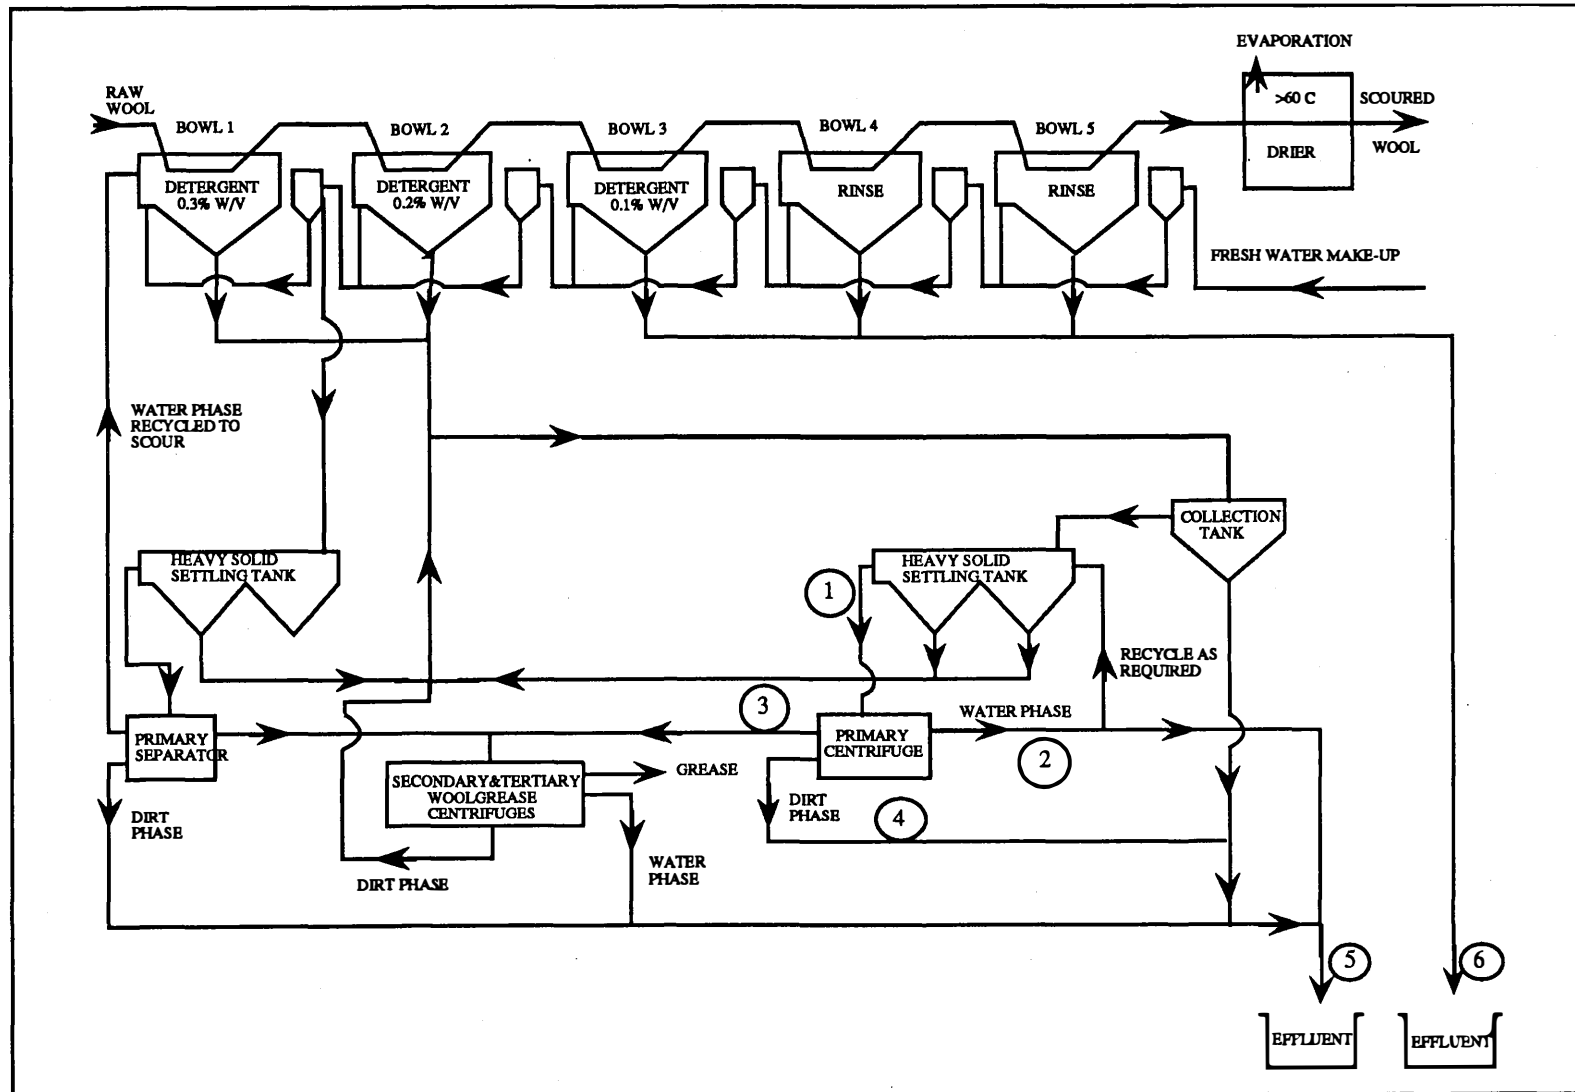 EVAPORATION
RAW
WOOL
BOWL 1
BOWL 2
BOWL 3
BOWL 4
BOWL 5
>60 C
SCOURED
WOOL
DRIER
DETERGENT
0.3% W/V
DETERGENT
0.2% W/V
DETERGENT
0.1% W/V
RINSE
RINSE
FRESH WATER MAKE-UP
WATER PHASE
RECYCLED TO
SCOUR
COLLECTION
TANK
HEAVY SOLID
SETTLING TANK
HEAVY SOLID
SETTLING TANK
1
RECYCLE AS
REQUIRED
3
WATER PHASE
2
PRIMARY
SEPARATOR
PRIMARY
CENTRIFUGE
SECONDARY&TERTIARY
WOOLGREASE
CENTRIFUGES
GREASE
DIRT
PHASE
DIRT
PHASE
4
WATER
PHASE
DIRT PHASE
5
6
EFFLUENT
EFFLUENT